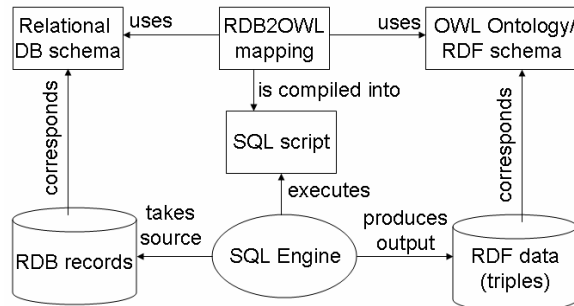 Relational
DB schema
uses
RDB2OWL
mapping
uses
OWL Ontology/
RDF schema
is compiled into
corresponds
SQL script
corresponds
executes
takes
source
produces
output
RDB records
SQL Engine
RDF data
(triples)